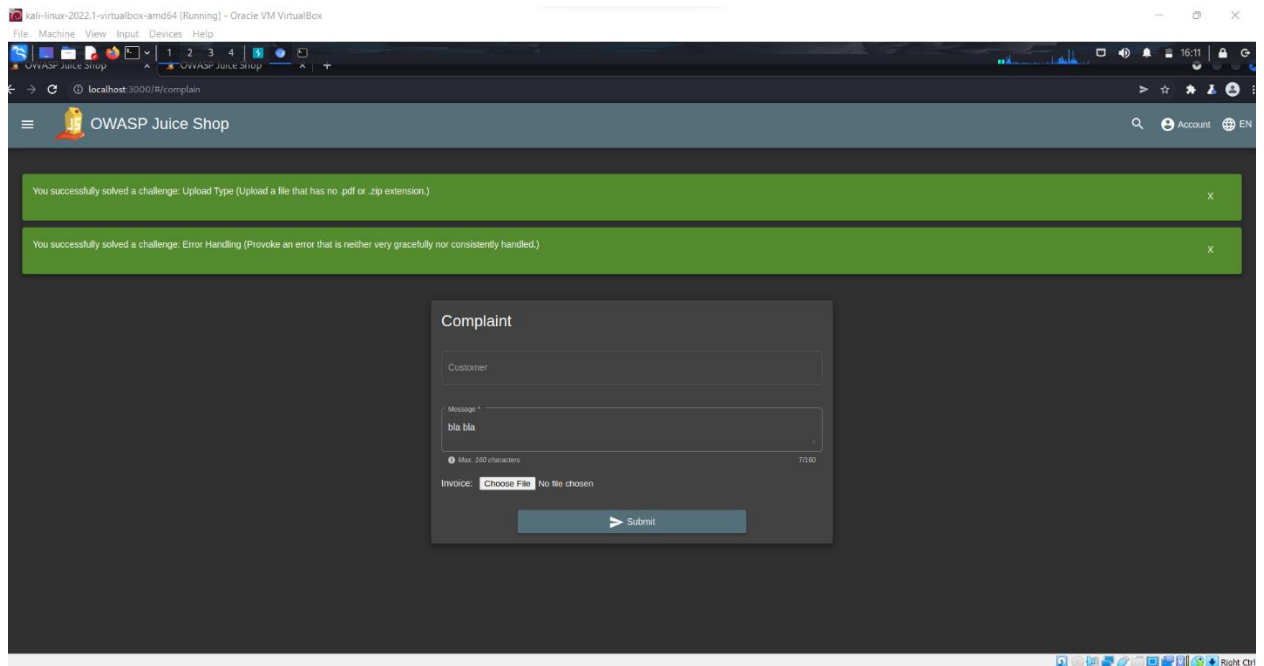 kali-linux-2022.1-virtualbox-amd64 [Running] - Oracle VM VirtualBox
File Machine View Input Devices Help
1 2 3 4
16:11
OWASP Juice Shop
OWASP Juice Shop
localhost:3000/#/complain
OWASP Juice Shop
Account
EN
You successfully solved a challenge: Upload Type (Upload a file that has no .pdf or .zip extension.)
X
You successfully solved a challenge: Error Handling (Provoke an error that is neither very gracefully nor consistently handled.)
X
Complaint
Customer
Message *
bla bla
Max. 160 characters
7/160
Invoice: Choose File No file chosen
Submit
Right Ctrl